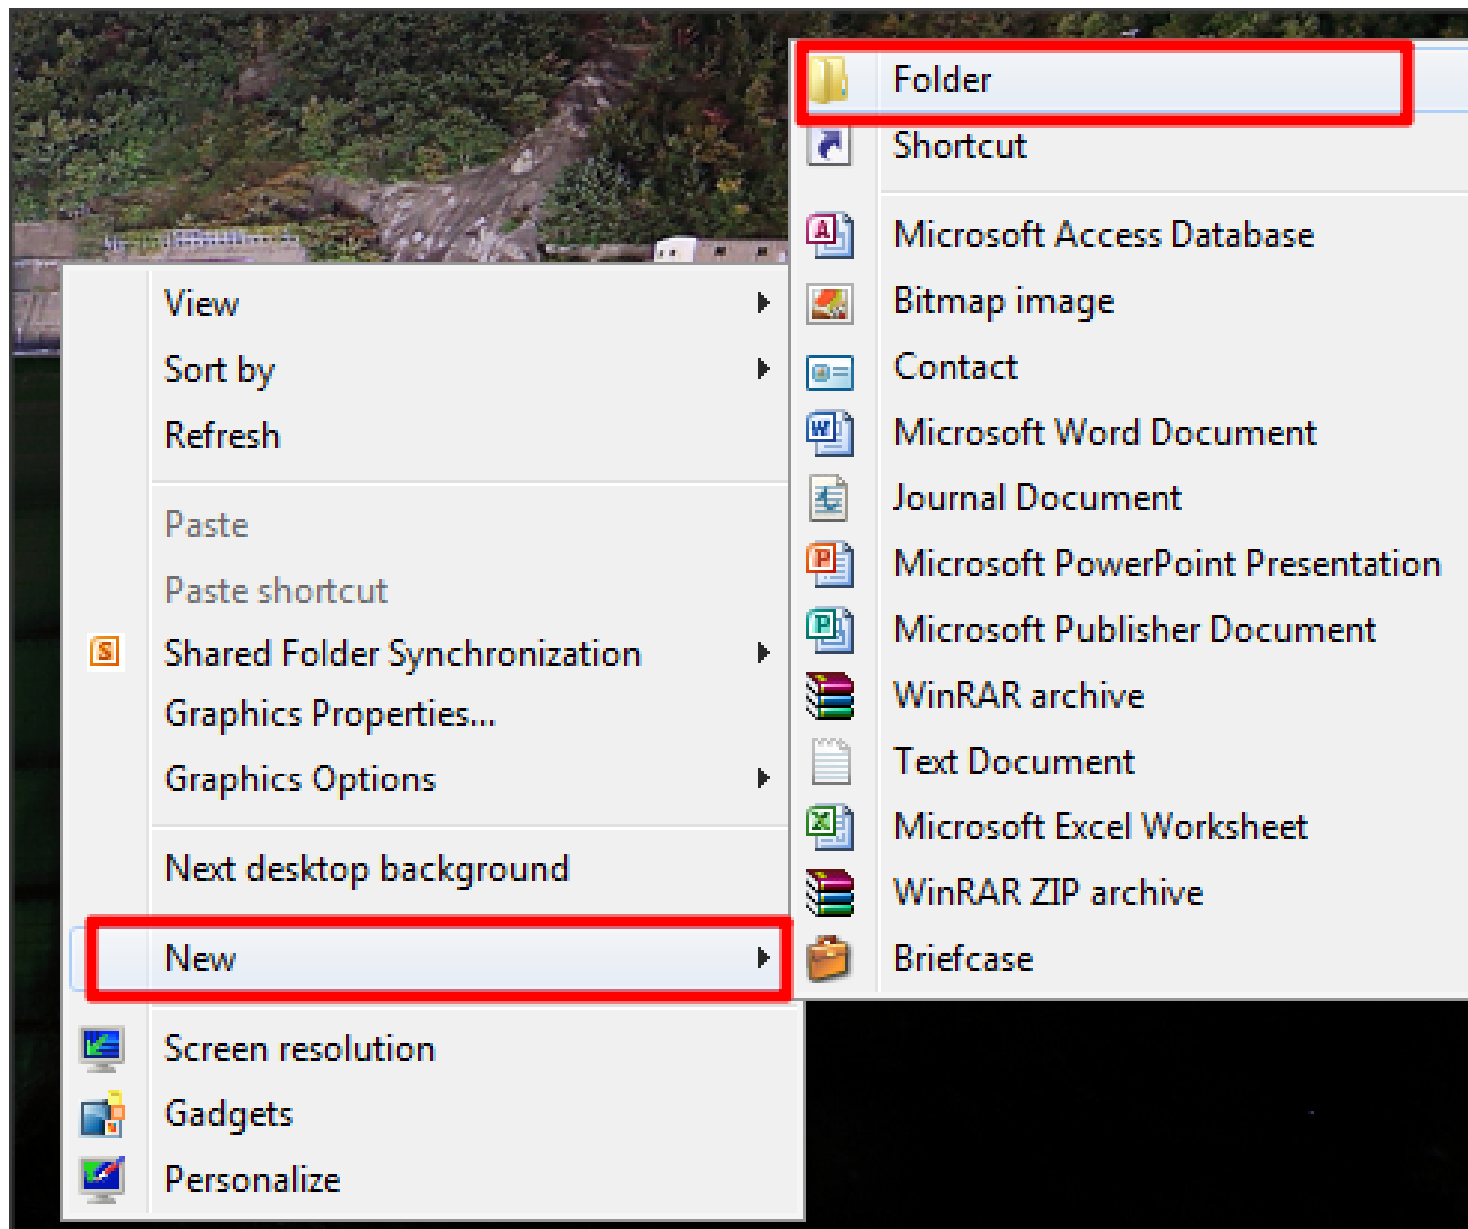 View
Sort by
Refresh
Paste
Paste shortcut
Shared Folder Synchronization
Graphics Properties...
Graphics Options
Next desktop background
New
Screen resolution
Gadgets
Personalize
Folder
Shortcut
Microsoft Access Database
Bitmap image
Contact
Microsoft Word Document
Journal Document
Microsoft PowerPoint Presentation
Microsoft Publisher Document
WinRAR archive
Text Document
Microsoft Excel Worksheet
WinRAR ZIP archive
Briefcase